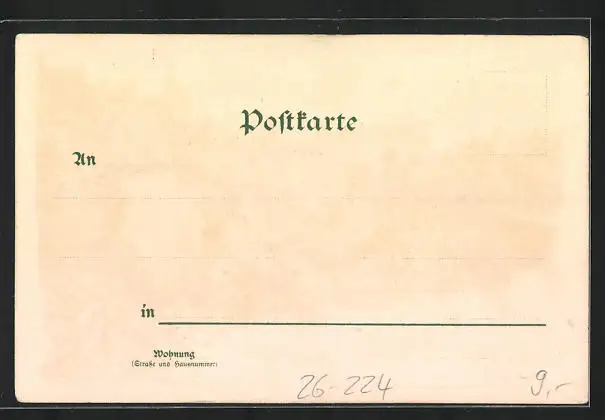 Postkarte
An
in
Wohnung
(Straße und Hausnummer)
26-224 9,-